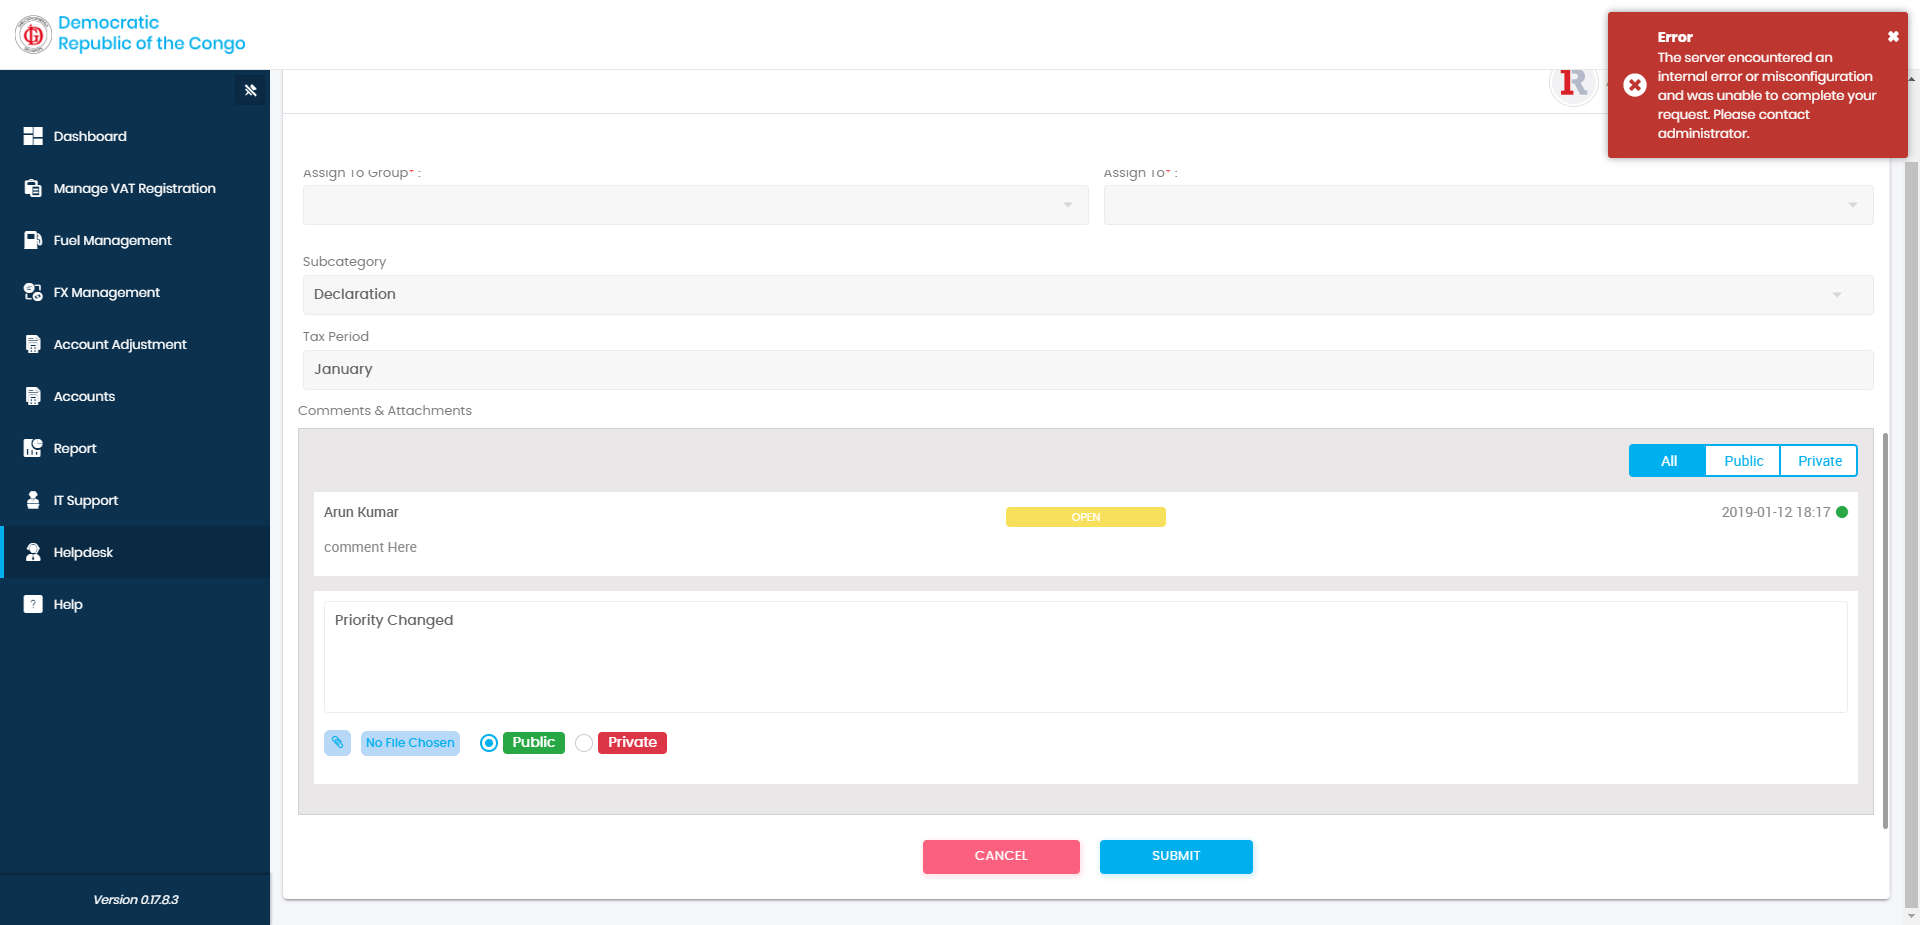 Democratic
Republic of the Congo
Error
The server encountered an
internal error or misconfiguration
and was unable to complete your
request. Please contact
administrator.
Dashboard
Manage VAT Registration
Fuel Management
FX Management
Account Adjustment
Accounts
Report
IT Support
Helpdesk
Help
Version 0.17.8.3
Assign To Group* :
Assign To* :
Subcategory
Declaration
Tax Period
January
Comments & Attachments
All
Public
Private
Arun Kumar
OPEN
2019-01-12 18:17
comment Here
Priority Changed
No File Chosen
Public
Private
CANCEL
SUBMIT